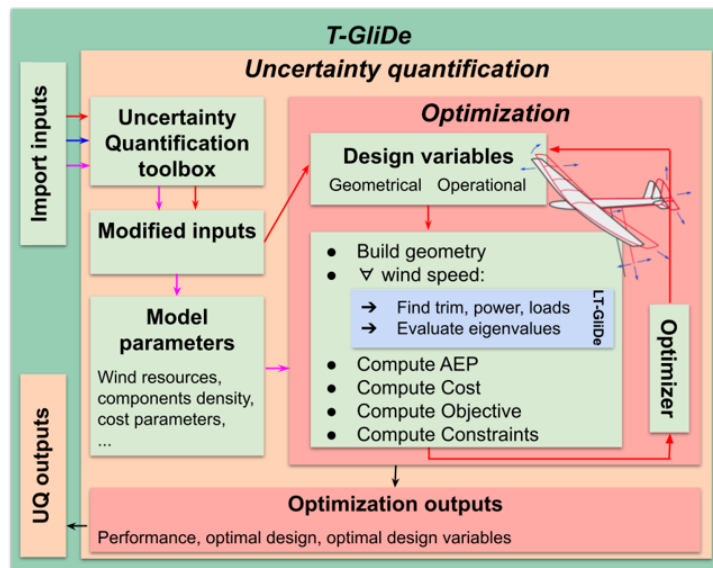 T-GliDe
Uncertainty quantification
Import inputs
Uncertainty
Quantification
toolbox
Modified inputs
Model
parameters
Wind resources,
components density,
cost parameters,
...
Optimization
Design variables
Geometrical Operational
● Build geometry
● ∀ wind speed:
➔ Find trim, power, loads
➔ Evaluate eigenvalues
LT-GliDe
● Compute AEP
● Compute Cost
● Compute Objective
● Compute Constraints
Optimizer
Optimization outputs
Performance, optimal design, optimal design variables
UQ outputs